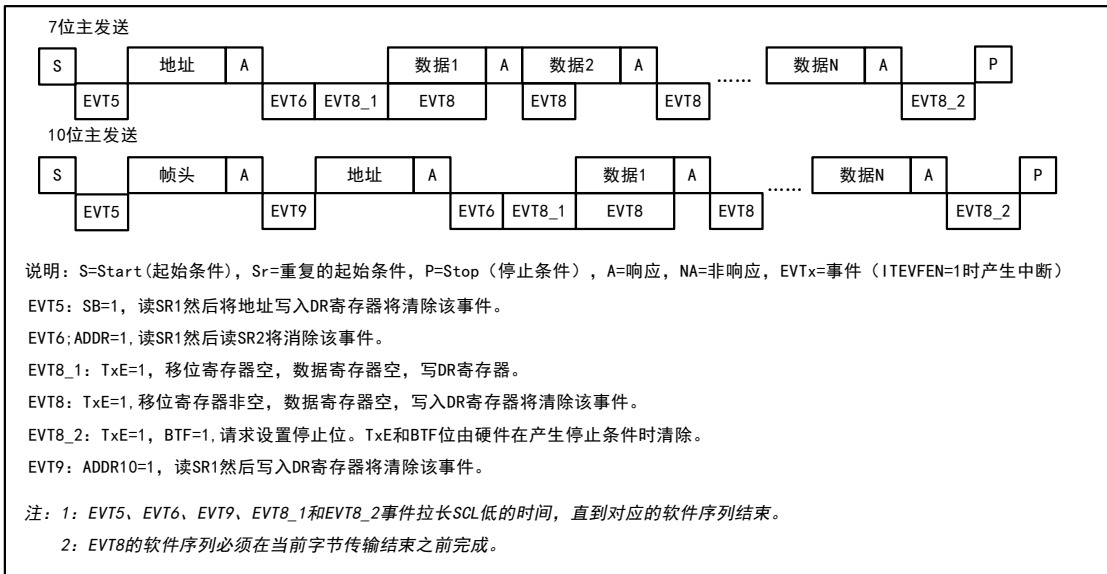 7位主发送
S 地址 A 数据1 A 数据2 A …… 数据N A P
EVT5 EVT6 EVT8_1 EVT8 EVT8 EVT8 EVT8_2
10位主发送
S 帧头 A 地址 A 数据1 A …… 数据N A P
EVT5 EVT9 EVT6 EVT8_1 EVT8 EVT8 EVT8_2
说明：S=Start(起始条件)，Sr=重复的起始条件，P=Stop（停止条件），A=响应，NA=非响应，EVTx=事件（ITEVFEN=1时产生中断）
EVT5：SB=1，读SR1然后将地址写入DR寄存器将清除该事件。
EVT6;ADDR=1,读SR1然后读SR2将消除该事件。
EVT8_1：TxE=1，移位寄存器空，数据寄存器空，写DR寄存器。
EVT8：TxE=1,移位寄存器非空，数据寄存器空，写入DR寄存器将清除该事件。
EVT8_2：TxE=1，BTF=1,请求设置停止位。TxE和BTF位由硬件在产生停止条件时清除。
EVT9：ADDR10=1，读SR1然后写入DR寄存器将清除该事件。
注：1：EVT5、EVT6、EVT9、EVT8_1和EVT8_2事件拉长SCL低的时间，直到对应的软件序列结束。
2：EVT8的软件序列必须在当前字节传输结束之前完成。